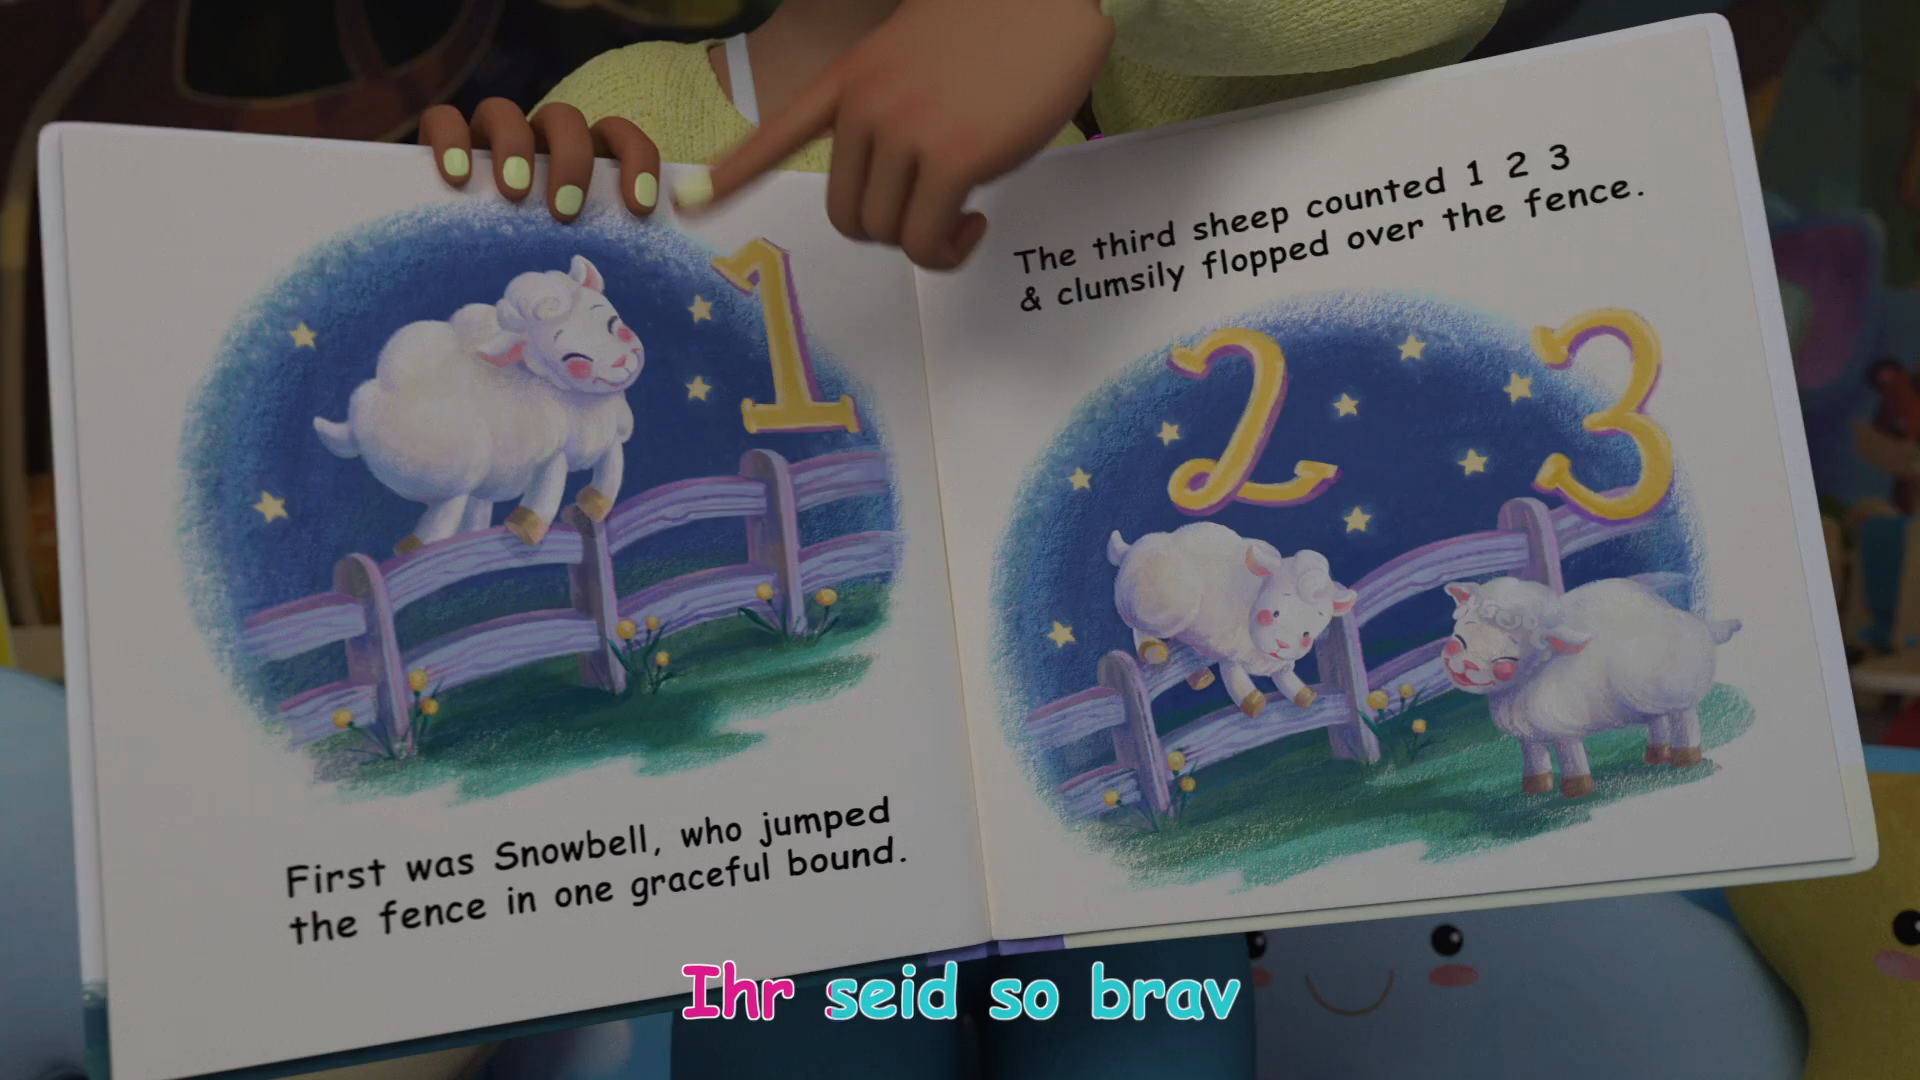 1
First was Snowbell, who jumped
the fence in one graceful bound.
The third sheep counted 1 2 3
& clumsily flopped over the fence.
2 3
Ihr seid so brav